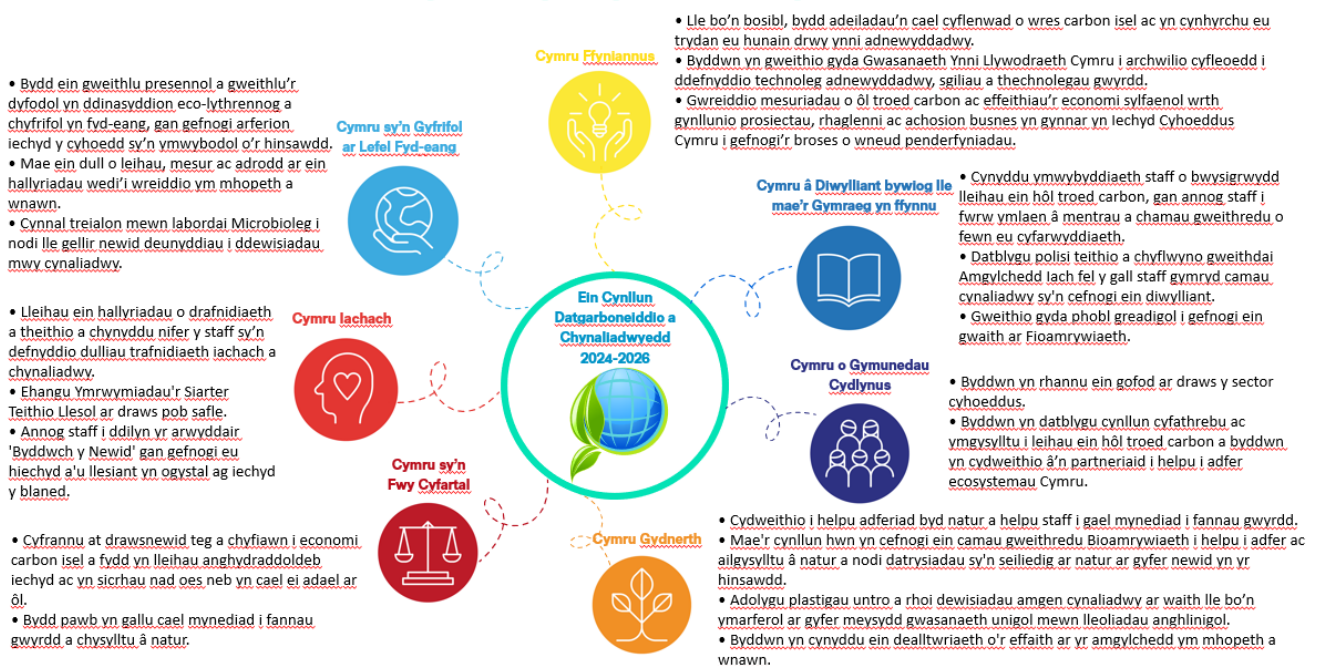 Cymru Ffyniannus
• Lle bo’n bosibl, bydd adeiladau’n cael cyflenwad o wres carbon isel ac yn cynhyrchu eu
trydan eu hunain drwy ynni adnewyddadwy.
• Byddwn yn gweithio gyda Gwasanaeth Ynni Llywodraeth Cymru i archwilio cyfleoedd i
ddefnyddio technoleg adnewyddadwy, sgiliau a thechnolegau gwyrdd.
• Gwreiddio mesuriadau o ôl troed carbon ac effeithiau’r economi sylfaenol wrth
gynllunio prosiectau, rhaglenni ac achosion busnes yn gynnar yn Iechyd Cyhoeddus
Cymru i gefnogi’r broses o wneud penderfyniadau.
Cymru sy’n Gyfrifol
ar Lefel Fyd-eang
• Bydd ein gweithlu presennol a gweithlu’r
dyfodol yn ddinasyddion eco-lythrennog a
chyfrifol yn fyd-eang, gan gefnogi arferion
iechyd y cyhoedd sy’n ymwybodol o’r hinsawdd.
• Mae ein dull o leihau, mesur ac adrodd ar ein
hallyriadau wedi’i wreiddio ym mhopeth a
wnawn.
• Cynnal treialon mewn labordai Microbioleg i
nodi lle gellir newid deunyddiau i ddewisiadau
mwy cynaliadwy.
Cymru â Diwylliant bywiog lle
mae’r Gymraeg yn ffynnu
• Cynyddu ymwybyddiaeth staff o bwysigrwydd
lleihau ein hôl troed carbon, gan annog staff i
fwrw ymlaen â mentrau a chamau gweithredu o
fewn eu cyfarwyddiaeth.
• Datblygu polisi teithio a chyflwyno gweithdai
Amgylchedd Iach fel y gall staff gymryd camau
cynaliadwy sy'n cefnogi ein diwylliant.
• Gweithio gyda phobl greadigol i gefnogi ein
gwaith ar Fioamrywiaeth.
Ein Cynllun
Datgarboneiddio a
Chynaliadwyedd
2024-2026
Cymru Iachach
• Lleihau ein hallyriadau o drafnidiaeth
a theithio a chynyddu nifer y staff sy’n
defnyddio dulliau trafnidiaeth iachach a
chynaliadwy.
• Ehangu Ymrwymiadau'r Siarter
Teithio Llesol ar draws pob safle.
• Annog staff i ddilyn yr arwyddair
'Byddwch y Newid' gan gefnogi eu
hiechyd a'u llesiant yn ogystal ag iechyd
y blaned.
Cymru o Gymunedau
Cydlynus
• Byddwn yn rhannu ein gofod ar draws y sector
cyhoeddus.
• Byddwn yn datblygu cynllun cyfathrebu ac
ymgysylltu i leihau ein hôl troed carbon a byddwn
yn cydweithio â’n partneriaid i helpu i adfer
ecosystemau Cymru.
Cymru sy’n
Fwy Cyfartal
• Cyfrannu at drawsnewid teg a chyfiawn i economi
carbon isel a fydd yn lleihau anghydraddoldeb
iechyd ac yn sicrhau nad oes neb yn cael ei adael ar
ôl.
• Bydd pawb yn gallu cael mynediad i fannau
gwyrdd a chysylltu â natur.
Cymru Gydnerth
• Cydweithio i helpu adferiad byd natur a helpu staff i gael mynediad i fannau gwyrdd.
• Mae'r cynllun hwn yn cefnogi ein camau gweithredu Bioamrywiaeth i helpu i adfer ac
ailgysylltu â natur a nodi datrysiadau sy'n seiliedig ar natur ar gyfer newid yn yr
hinsawdd.
• Adolygu plastigau untro a rhoi dewisiadau amgen cynaliadwy ar waith lle bo’n
ymarferol ar gyfer meysydd gwasanaeth unigol mewn lleoliadau anghlinigol.
• Byddwn yn cynyddu ein dealltwriaeth o'r effaith ar yr amgylchedd ym mhopeth a
wnawn.